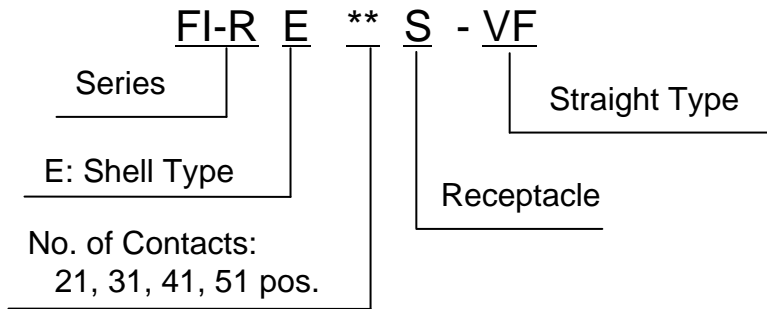 FI-R E ** S - VF
Series
Straight Type
E: Shell Type
Receptacle
No. of Contacts:
21, 31, 41, 51 pos.